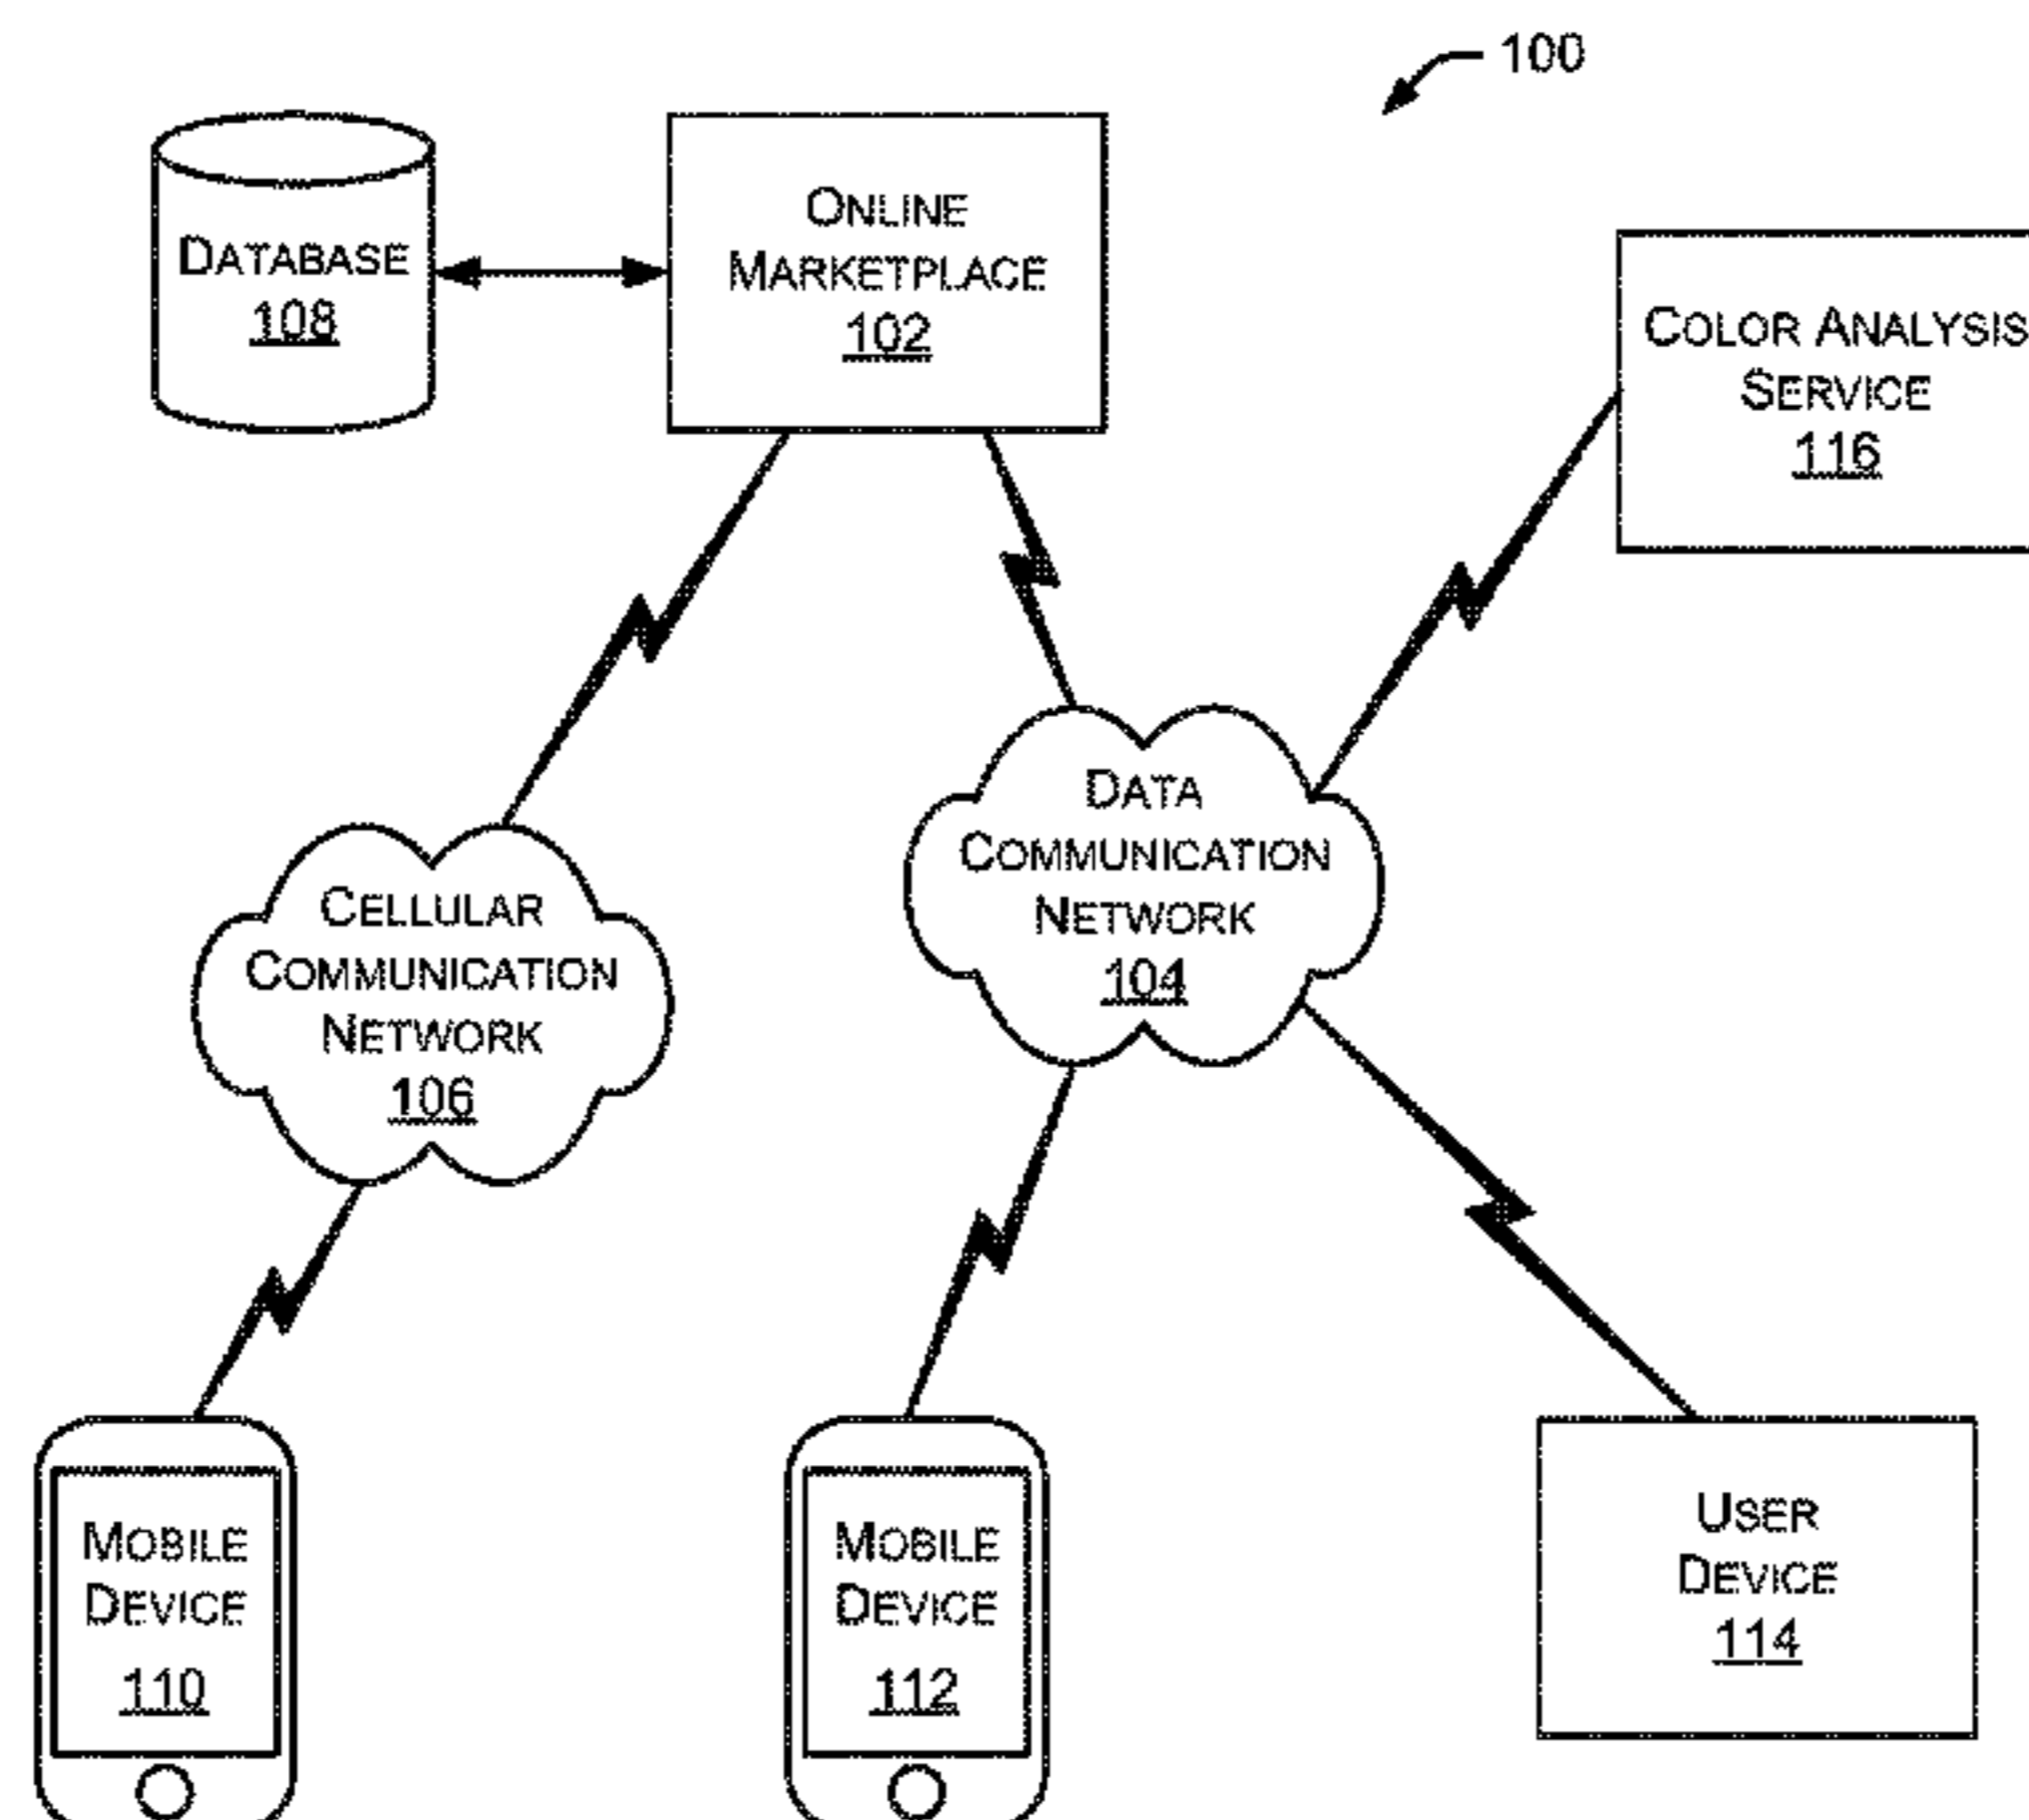 100
DATABASE
108
ONLINE
MARKETPLACE
102
COLOR ANALYSIS
SERVICE
116
DATA
COMMUNICATION
NETWORK
104
CELLULAR
COMMUNICATION
NETWORK
106
MOBILE
DEVICE
110
MOBILE
DEVICE
112
USER
DEVICE
114